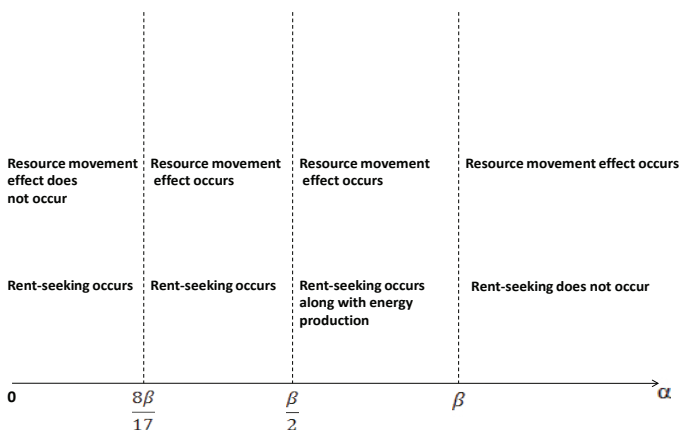 Resource movement effect does not occur
Resource movement effect occurs
Resource movement effect occurs
Resource movement effect occurs
Rent-seeking occurs
Rent-seeking occurs
Rent-seeking occurs along with energy production
Rent-seeking does not occur
0
8β
17
β
2
β
α